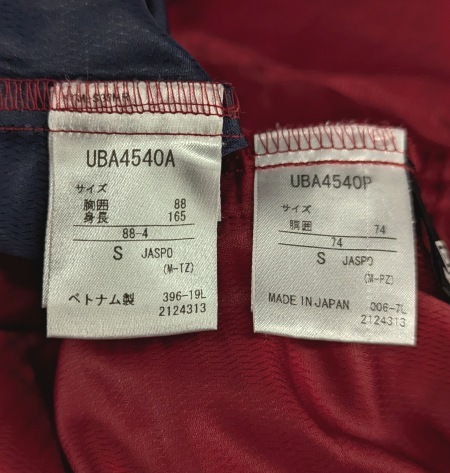 UBA4540A
サイズ
胸囲 88
身長 165
88-4
S JASPO
(M-TZ)
ベトナム製 396-19L
2124313
UBA4540P
サイズ
胴囲 74
74
S JASPO
(M-PZ)
MADE IN JAPAN 006-7L
2124313